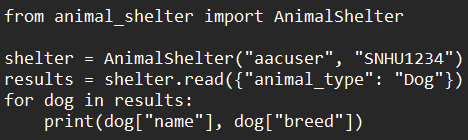 from animal_shelter import AnimalShelter

shelter = AnimalShelter("aacuser", "SNHU1234")
results = shelter.read({"animal_type": "Dog"})
for dog in results:
    print(dog["name"], dog["breed"])